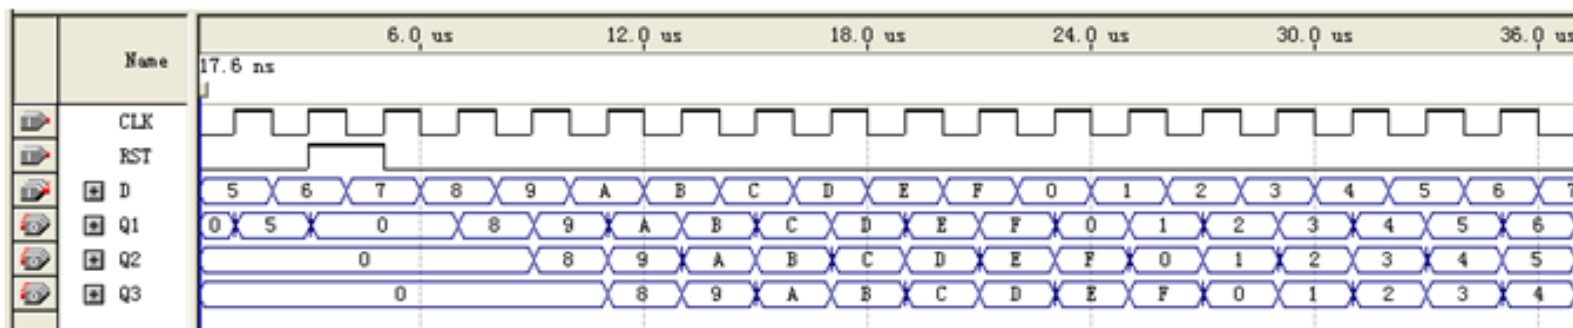 6.0 us 12.0 us 18.0 us 24.0 us 30.0 us 36.0 us
Name
17.6 ns
CLK
RST
D 5 6 7 8 9 A B C D E F 0 1 2 3 4 5 6 7
Q1 0 5 0 8 9 A B C D E F 0 1 2 3 4 5 6
Q2 0 8 9 A B C D E F 0 1 2 3 4 5
Q3 0 8 9 A B C D E F 0 1 2 3 4